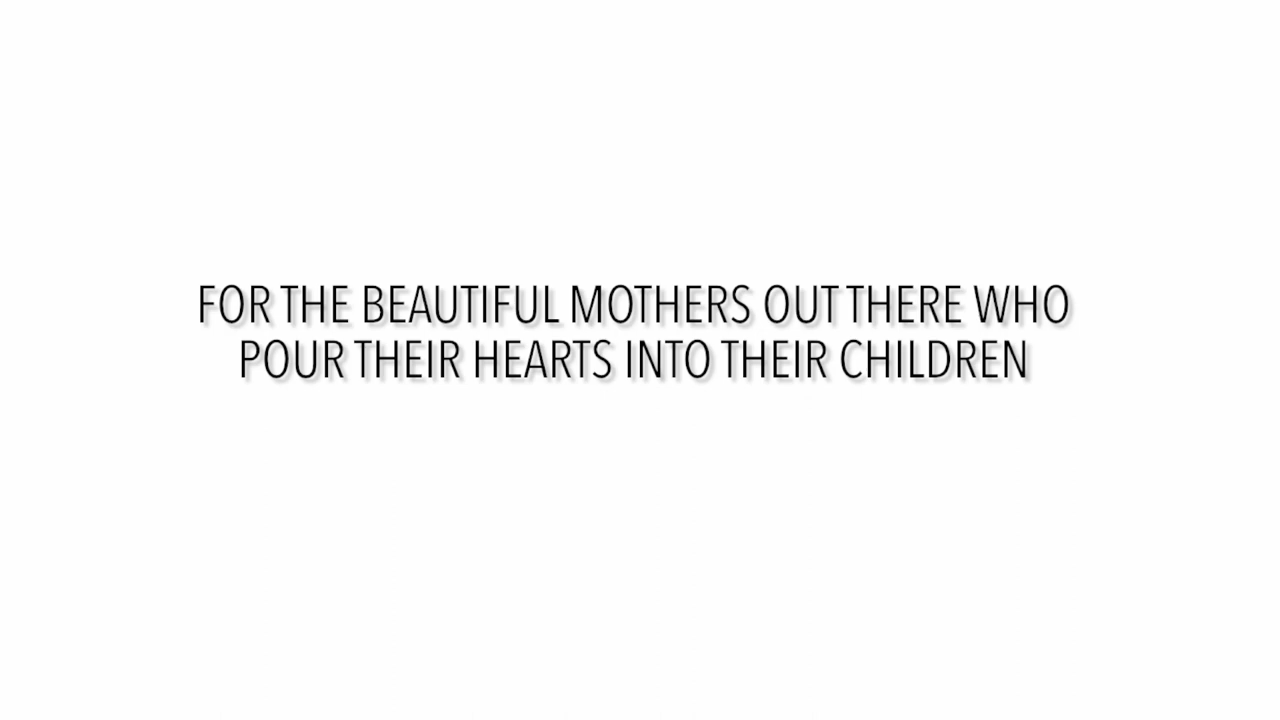 FOR THE BEAUTIFUL MOTHERS OUT THERE WHO
POUR THEIR HEARTS INTO THEIR CHILDREN